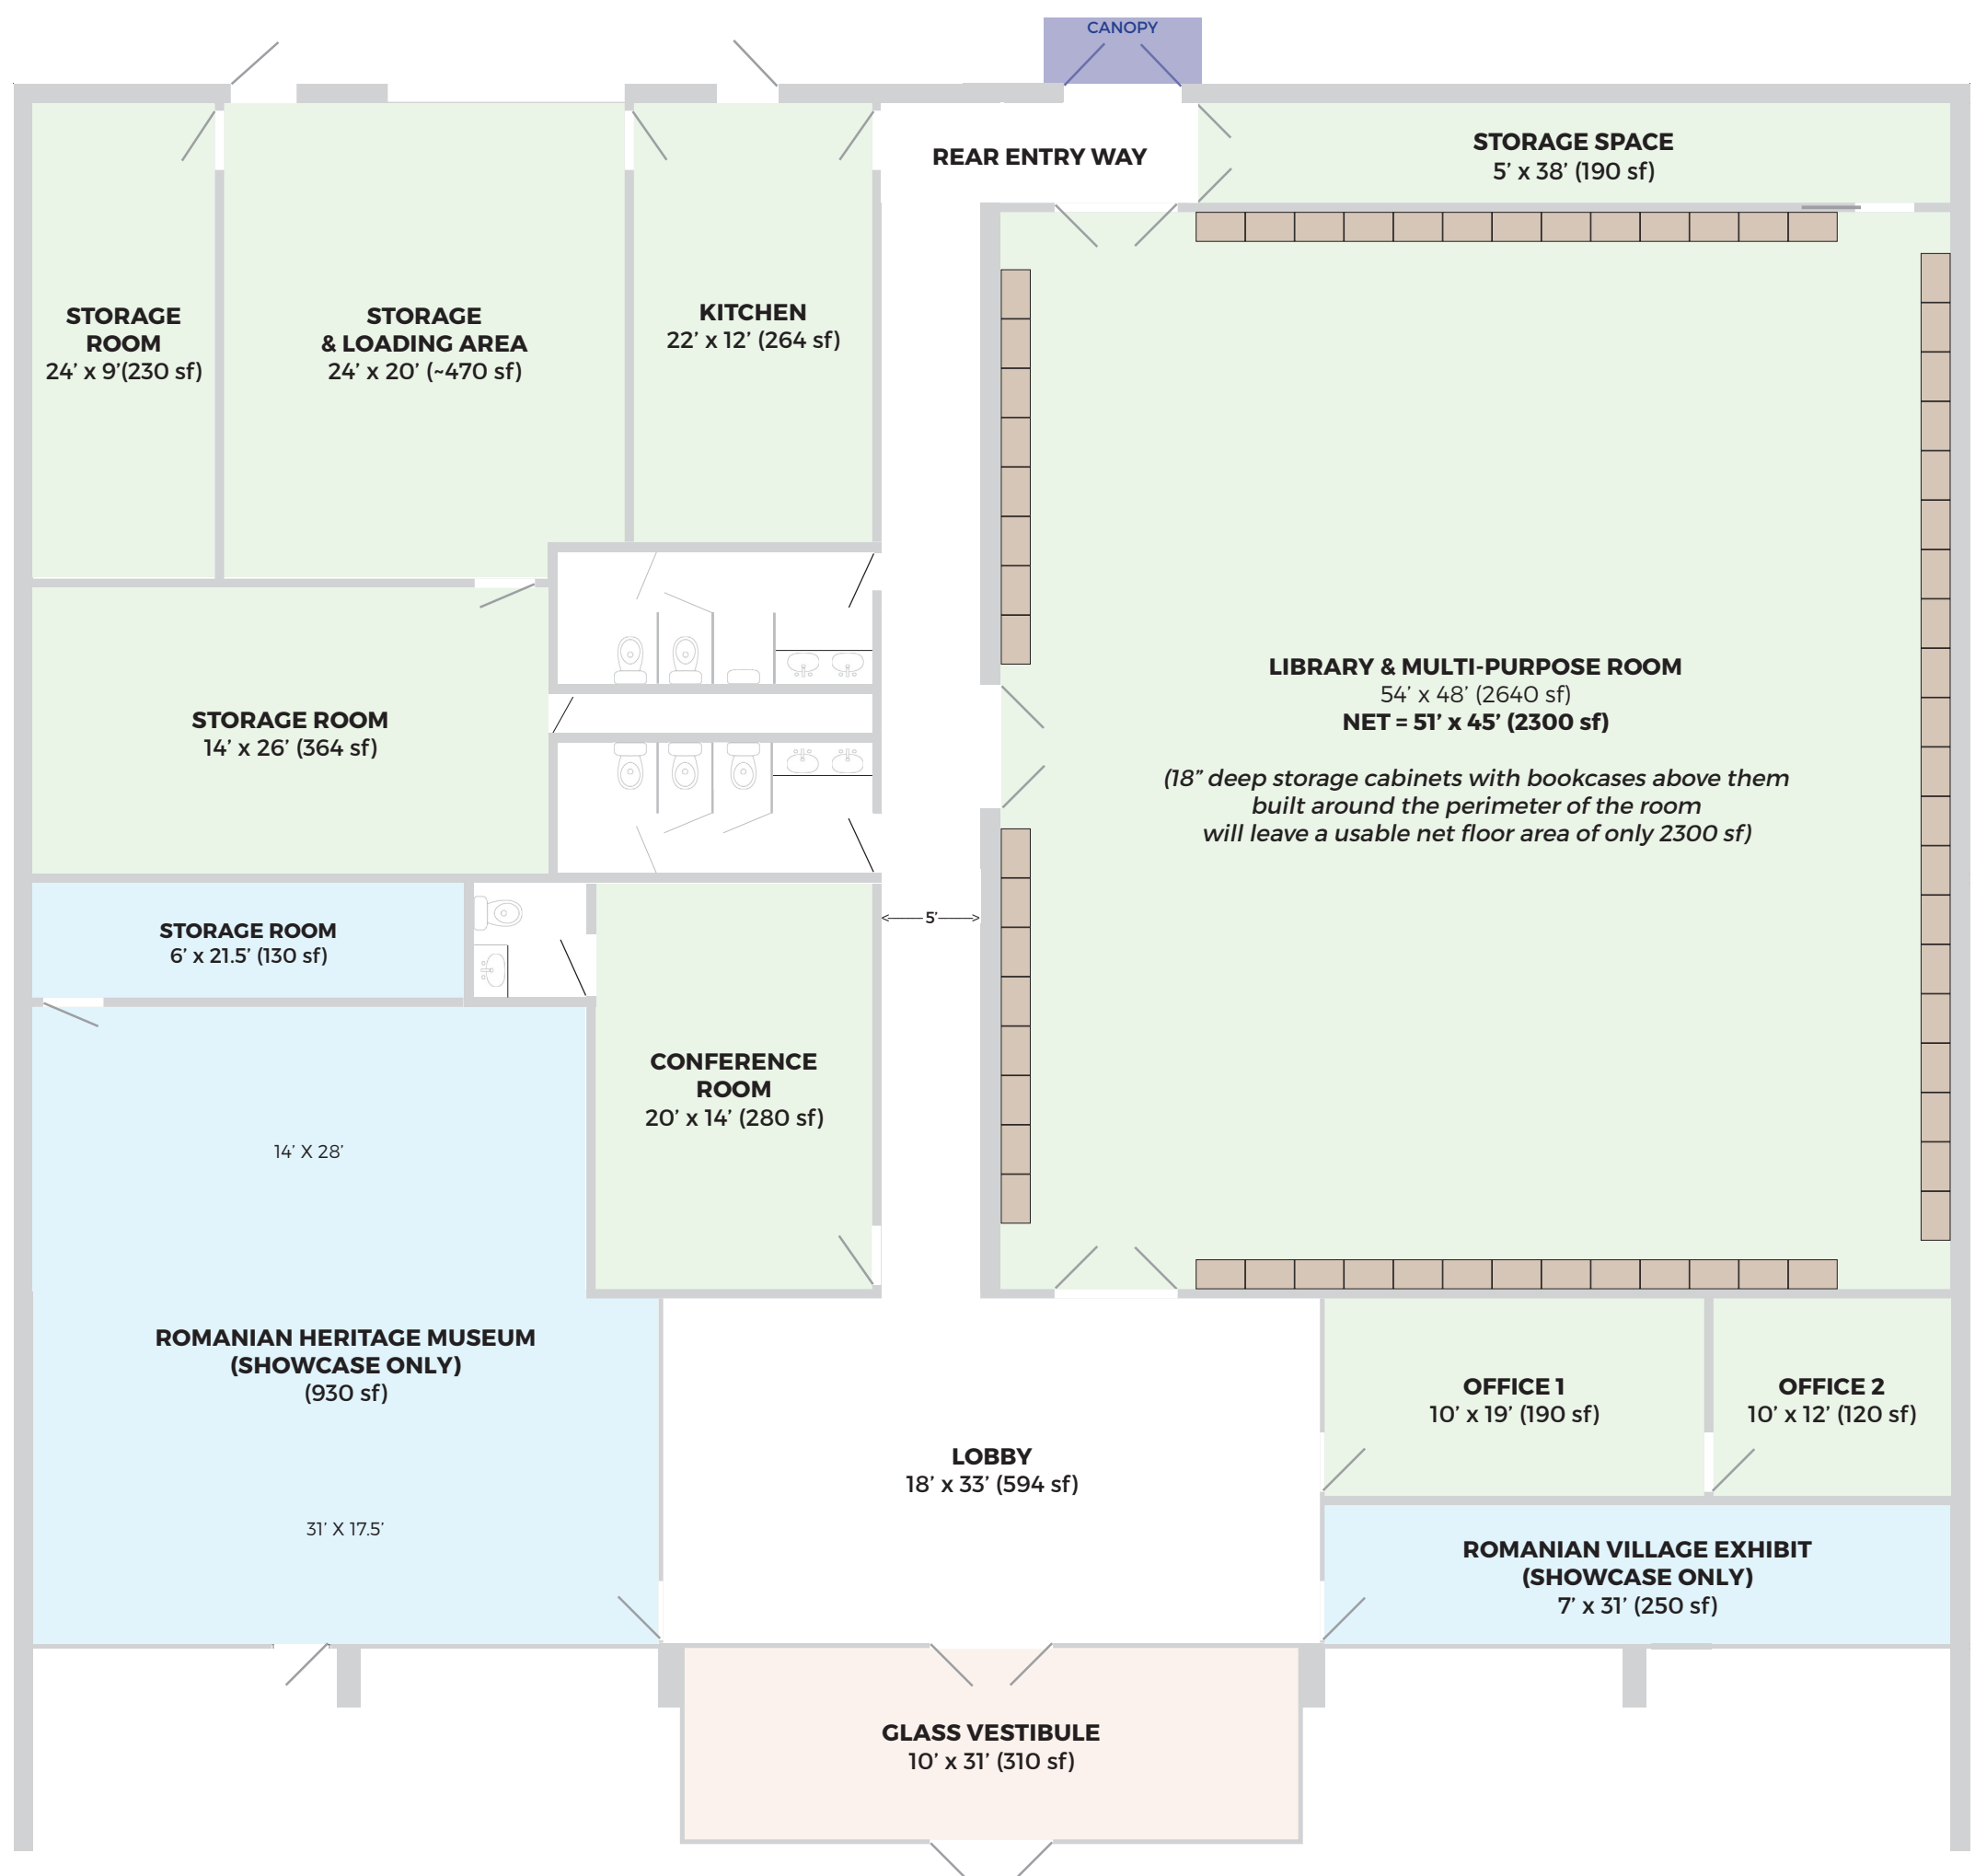 CANOPY
REAR ENTRY WAY
STORAGE SPACE
5’ x 38’ (190 sf)
STORAGE
ROOM
24’ x 9’(230 sf)
STORAGE
& LOADING AREA
24’ x 20’ (~470 sf)
KITCHEN
22’ x 12’ (264 sf)
LIBRARY & MULTI-PURPOSE ROOM
54’ x 48’ (2640 sf)
NET = 51’ x 45’ (2300 sf)
(18” deep storage cabinets with bookcases above them
built around the perimeter of the room
will leave a usable net floor area of only 2300 sf)
STORAGE ROOM
14’ x 26’ (364 sf)
STORAGE ROOM
6’ x 21.5’ (130 sf)
5’
CONFERENCE
ROOM
20’ x 14’ (280 sf)
14’ X 28’
ROMANIAN HERITAGE MUSEUM
(SHOWCASE ONLY)
(930 sf)
31’ X 17.5’
LOBBY
18’ x 33’ (594 sf)
OFFICE 1
10’ x 19’ (190 sf)
OFFICE 2
10’ x 12’ (120 sf)
ROMANIAN VILLAGE EXHIBIT
(SHOWCASE ONLY)
7’ x 31’ (250 sf)
GLASS VESTIBULE
10’ x 31’ (310 sf)